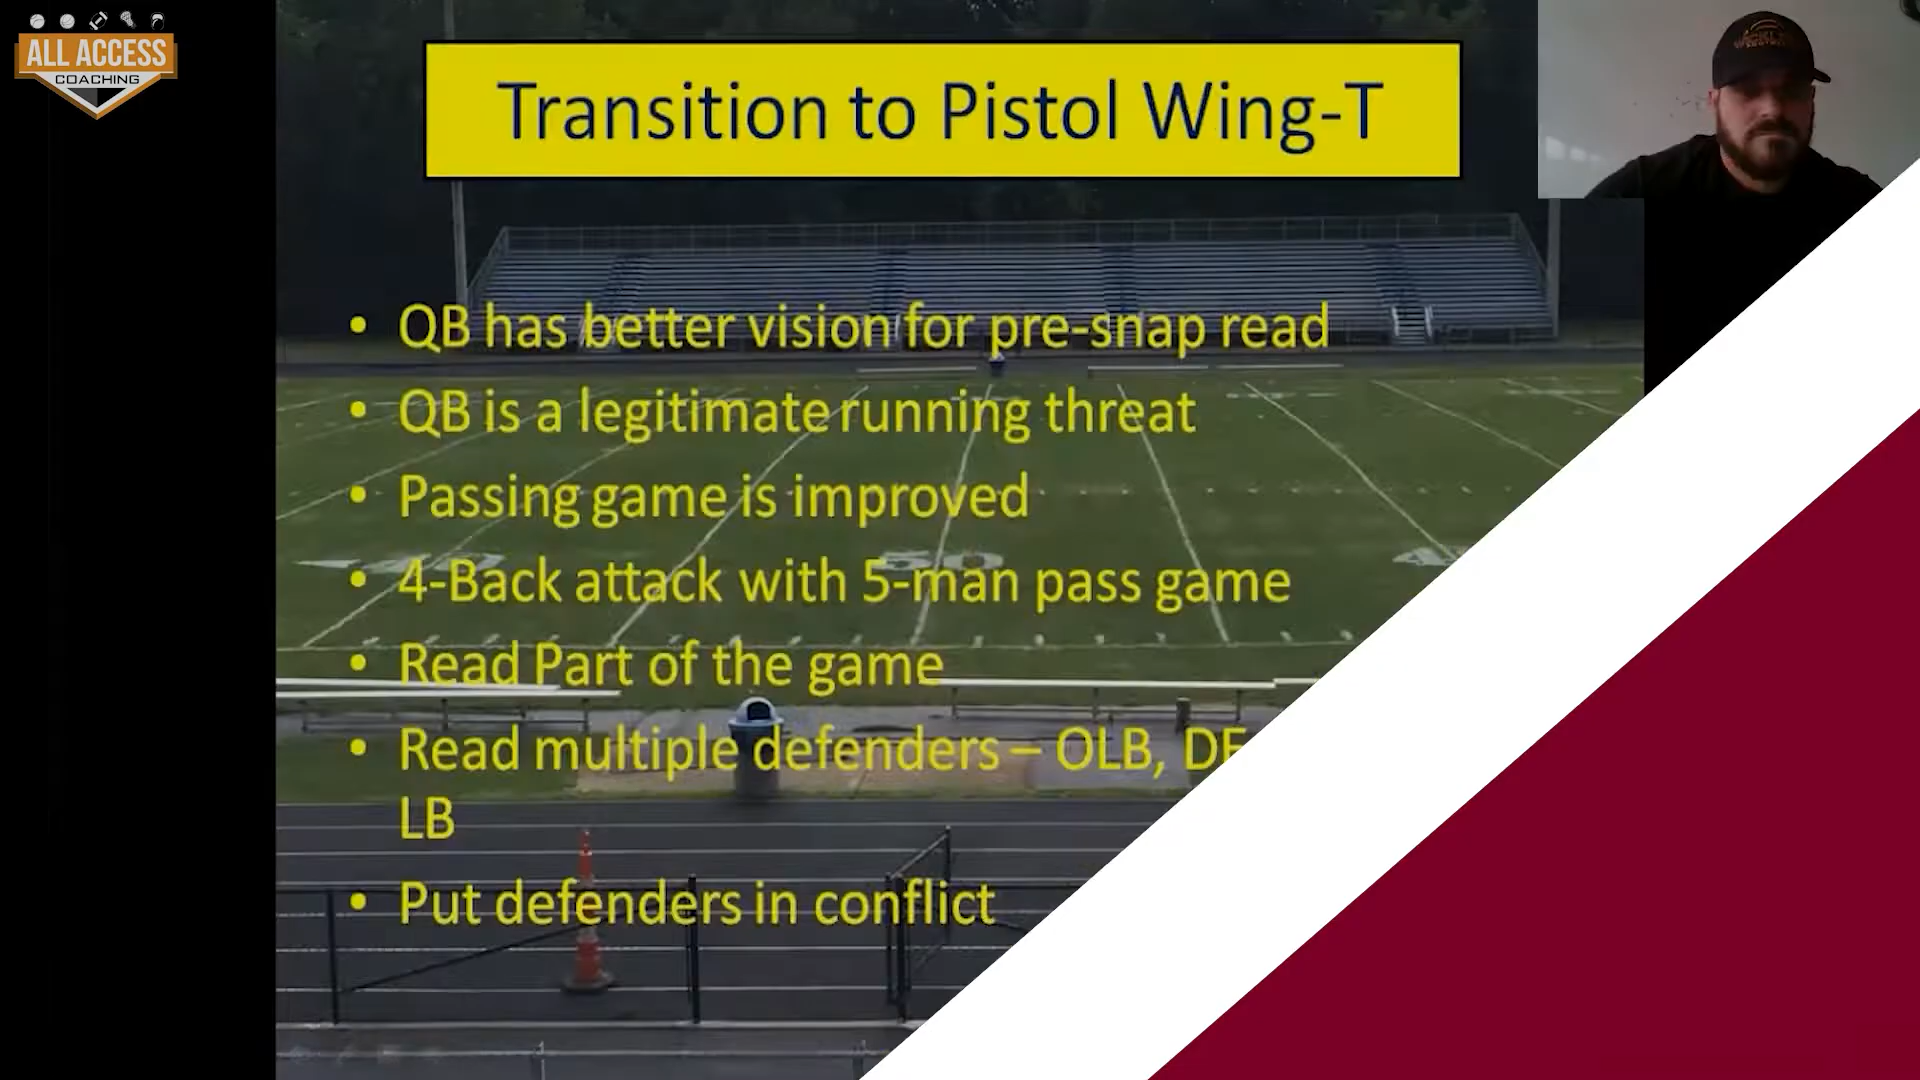 ALL ACCESS
COACHING
Transition to Pistol Wing-T
• QB has better vision for pre-snap read
• QB is a legitimate running threat
• Passing game is improved
• 4-Back attack with 5-man pass game
• Read Part of the game
• Read multiple defenders – OLB, DE
LB
• Put defenders in conflict
50